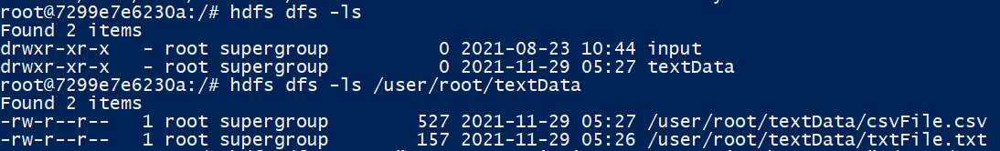 root@7299e7e6230a:/# hdfs dfs -ls
Found 2 items
drwxr-xr-x   - root supergroup          0 2021-08-23 10:44 input
drwxr-xr-x   - root supergroup          0 2021-11-29 05:27 textData
root@7299e7e6230a:/# hdfs dfs -ls /user/root/textData
Found 2 items
-rw-r--r--   1 root supergroup        527 2021-11-29 05:27 /user/root/textData/csvFile.csv
-rw-r--r--   1 root supergroup        157 2021-11-29 05:26 /user/root/textData/txtFile.txt